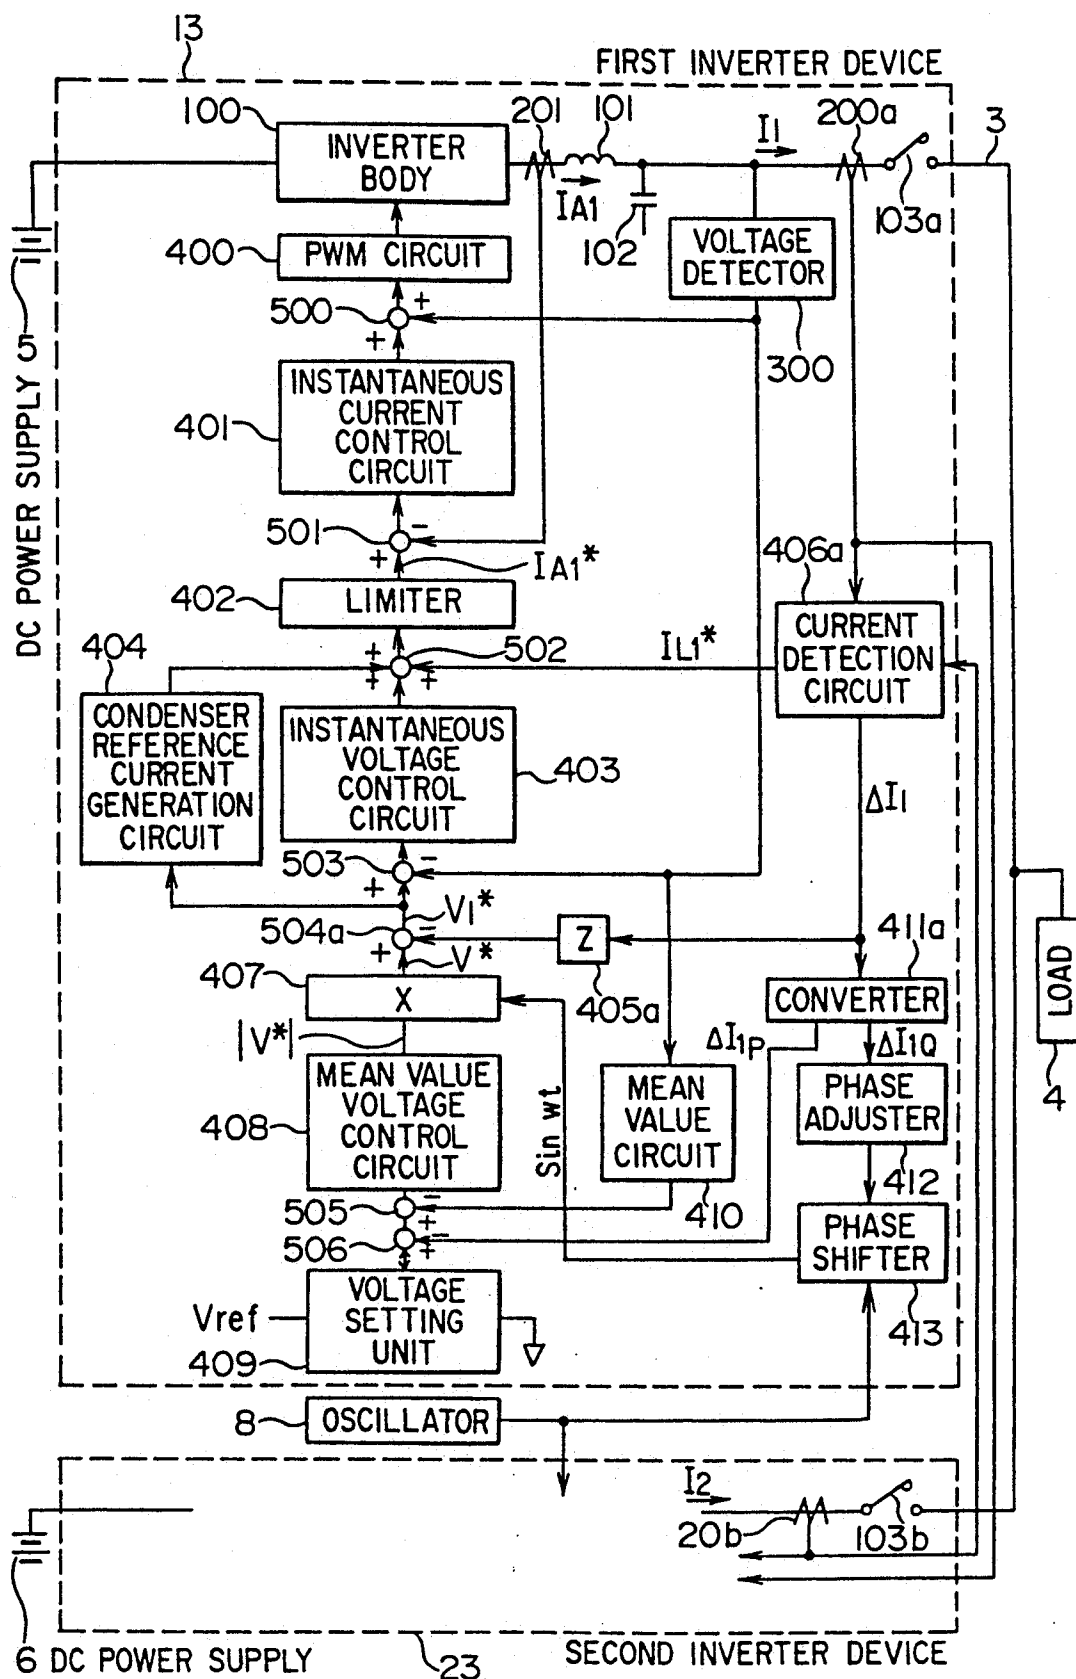 13
FIRST INVERTER DEVICE
100
INVERTER
BODY
201
101
I1
200a
3
IA1
102
103a
400
PWM CIRCUIT
VOLTAGE
DETECTOR
500
+
+
300
DC POWER SUPPLY 5
401
INSTANTANEOUS
CURRENT
CONTROL
CIRCUIT
501
-
+
IA1*
406a
402
LIMITER
404
+
+
+
502
IL1*
CURRENT
DETECTION
CIRCUIT
CONDENSER
REFERENCE
CURRENT
GENERATION
CIRCUIT
INSTANTANEOUS
VOLTAGE
CONTROL
CIRCUIT
403
ΔI1
503
-
+
V1*
504a
-
+
V*
Z
405a
411a
407
X
CONVERTER
LOAD
4
|V*|
ΔI1P
ΔI1Q
408
MEAN VALUE
VOLTAGE
CONTROL
CIRCUIT
Sin wt
MEAN
VALUE
CIRCUIT
410
PHASE
ADJUSTER
412
505
-
+
506
-
+
PHASE
SHIFTER
413
Vref
VOLTAGE
SETTING
UNIT
409
8
OSCILLATOR
I2
20b
103b
6 DC POWER SUPPLY
23
SECOND INVERTER DEVICE